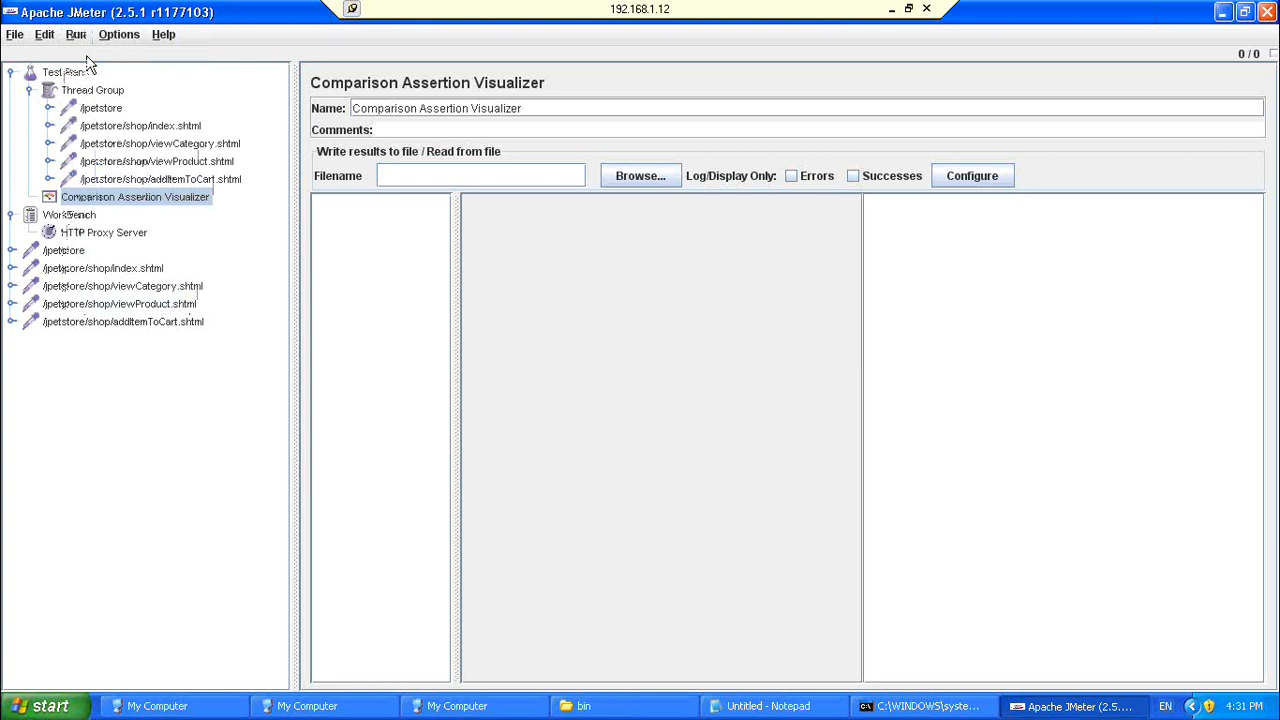 Apache JMeter (2.5.1 r1177103)
192.168.1.12
File Edit Run Options Help
0 / 0
Test Plan
Thread Group
/petstore
/petstore/shop/index.shtml
/petstore/shop/viewCategory.shtml
/petstore/shop/viewProduct.shtml
/petstore/shop/addItemToCart.shtml
Comparison Assertion Visualizer
WorkBench
HTTP Proxy Server
/petstore
/petstore/shop/index.shtml
/petstore/shop/viewCategory.shtml
/petstore/shop/viewProduct.shtml
/petstore/shop/addItemToCart.shtml
Comparison Assertion Visualizer
Name: Comparison Assertion Visualizer
Comments:
Write results to file / Read from file
Filename Browse... Log/Display Only: Errors Successes Configure
start My Computer My Computer My Computer bin Untitled - Notepad C:\WINDOWS\syste... Apache JMeter (2.5.... EN 4:31 PM